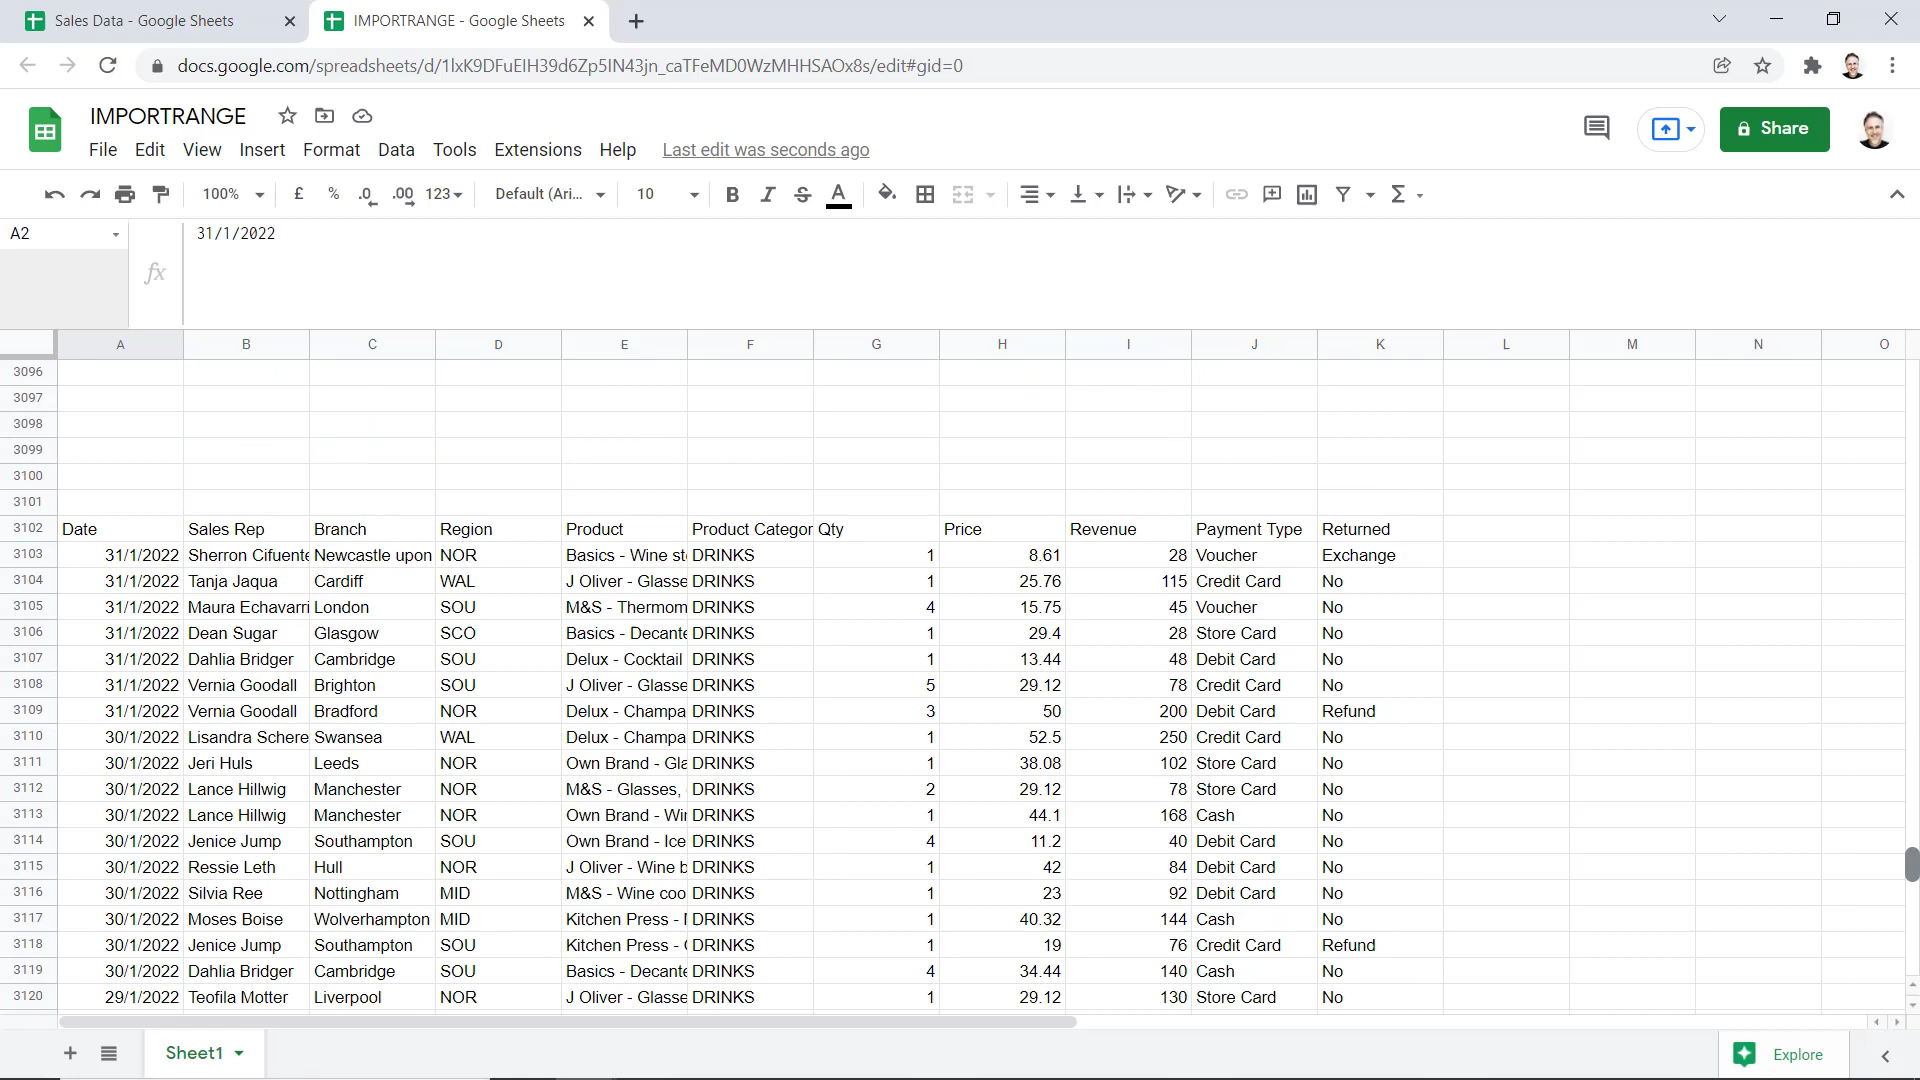 Sales Data - Google Sheets
IMPORTRANGE - Google Sheets
docs.google.com/spreadsheets/d/1lxK9DFuEIH39d6Zp5IN43jn_caTFeMD0WzMHHSAOx8s/edit#gid=0
IMPORTRANGE
File Edit View Insert Format Data Tools Extensions Help Last edit was seconds ago
Share
100% £ % .0 .00 123 Default (Ari... 10 B I S A Σ
A2 fx 31/1/2022
A B C D E F G H I J K L M N O
3096
3097
3098
3099
3100
3101
3102 Date Sales Rep Branch Region Product Product Categor Qty Price Revenue Payment Type Returned
3103 31/1/2022 Sherron Cifuente Newcastle upon NOR Basics - Wine st DRINKS 1 8.61 28 Voucher Exchange
3104 31/1/2022 Tanja Jaqua Cardiff WAL J Oliver - Glasse DRINKS 1 25.76 115 Credit Card No
3105 31/1/2022 Maura Echavarri London SOU M&S - Thermom DRINKS 4 15.75 45 Voucher No
3106 31/1/2022 Dean Sugar Glasgow SCO Basics - Decante DRINKS 1 29.4 28 Store Card No
3107 31/1/2022 Dahlia Bridger Cambridge SOU Delux - Cocktail DRINKS 1 13.44 48 Debit Card No
3108 31/1/2022 Vernia Goodall Brighton SOU J Oliver - Glasse DRINKS 5 29.12 78 Credit Card No
3109 31/1/2022 Vernia Goodall Bradford NOR Delux - Champa DRINKS 3 50 200 Debit Card Refund
3110 30/1/2022 Lisandra Schere Swansea WAL Delux - Champa DRINKS 1 52.5 250 Credit Card No
3111 30/1/2022 Jeri Huls Leeds NOR Own Brand - Gla DRINKS 1 38.08 102 Store Card No
3112 30/1/2022 Lance Hillwig Manchester NOR M&S - Glasses, DRINKS 2 29.12 78 Store Card No
3113 30/1/2022 Lance Hillwig Manchester NOR Own Brand - Wi DRINKS 1 44.1 168 Cash No
3114 30/1/2022 Jenice Jump Southampton SOU Own Brand - Ice DRINKS 4 11.2 40 Debit Card No
3115 30/1/2022 Ressie Leth Hull NOR J Oliver - Wine b DRINKS 1 42 84 Debit Card No
3116 30/1/2022 Silvia Ree Nottingham MID M&S - Wine coo DRINKS 1 23 92 Debit Card No
3117 30/1/2022 Moses Boise Wolverhampton MID Kitchen Press - DRINKS 1 40.32 144 Cash No
3118 30/1/2022 Jenice Jump Southampton SOU Kitchen Press - DRINKS 1 19 76 Credit Card Refund
3119 30/1/2022 Dahlia Bridger Cambridge SOU Basics - Decante DRINKS 4 34.44 140 Cash No
3120 29/1/2022 Teofila Motter Liverpool NOR J Oliver - Glasse DRINKS 1 29.12 130 Store Card No
Sheet1
Explore